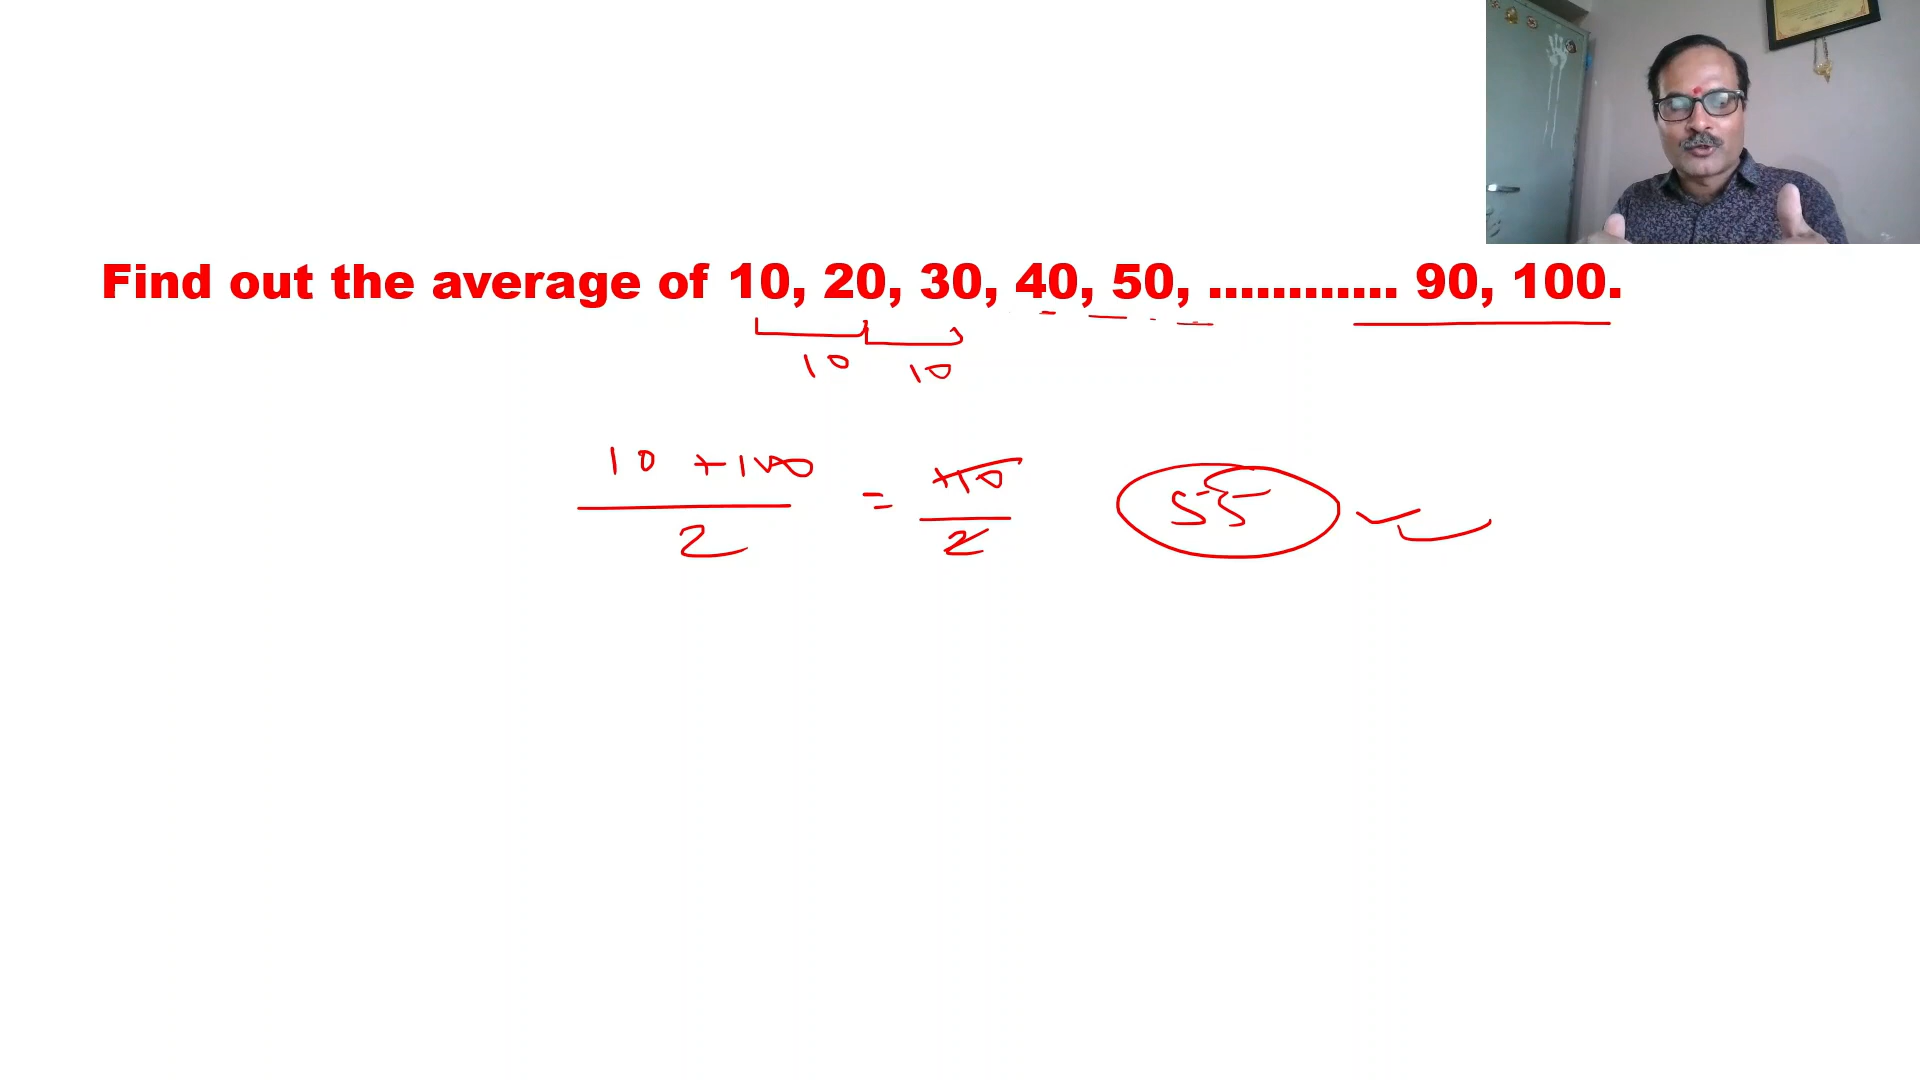 Find out the average of 10, 20, 30, 40, 50, ............ 90, 100.
10 10
10 + 100 = 110 55
2 2